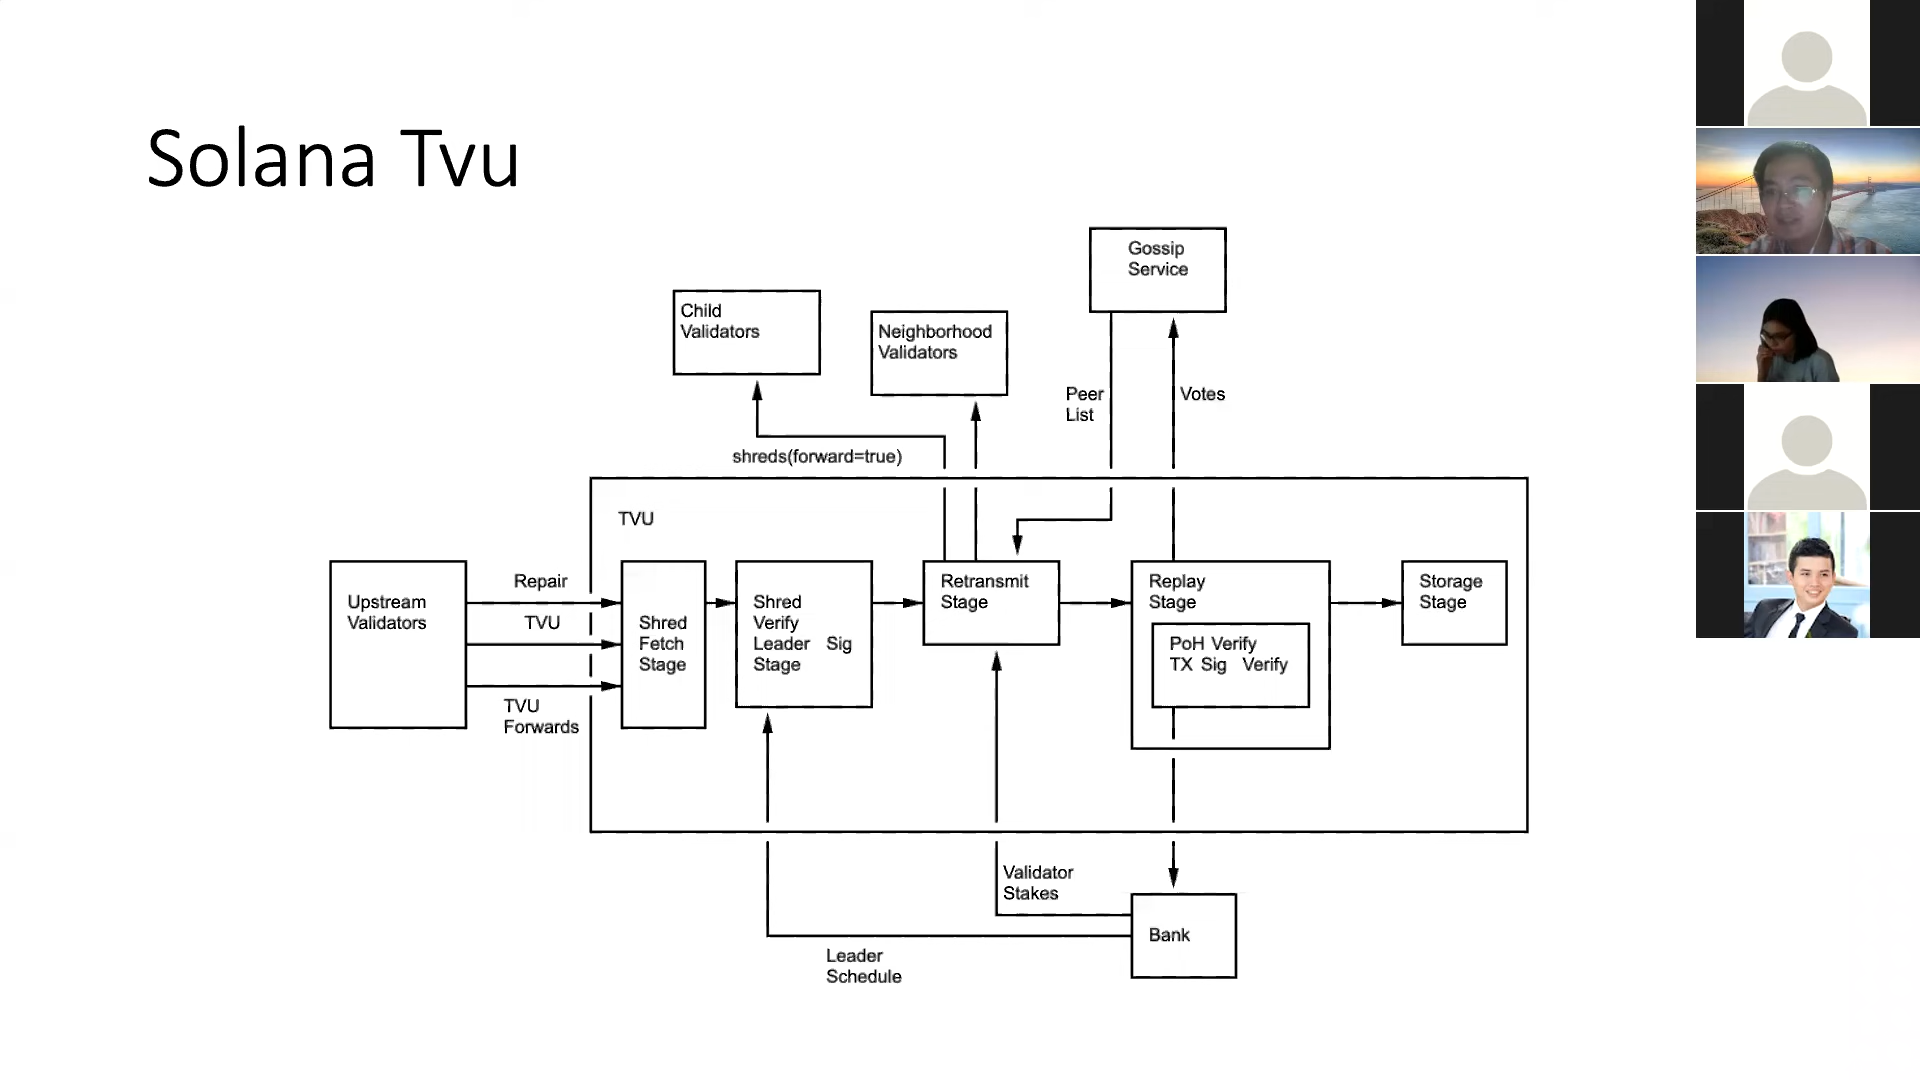 Solana Tvu
Gossip
Service
Child
Validators
Neighborhood
Validators
Peer
List
Votes
shreds(forward=true)
TVU
Upstream
Validators
Repair
TVU
TVU
Forwards
Shred
Fetch
Stage
Shred
Verify
Leader Sig
Stage
Retransmit
Stage
Replay
Stage
PoH Verify
TX Sig Verify
Storage
Stage
Validator
Stakes
Bank
Leader
Schedule